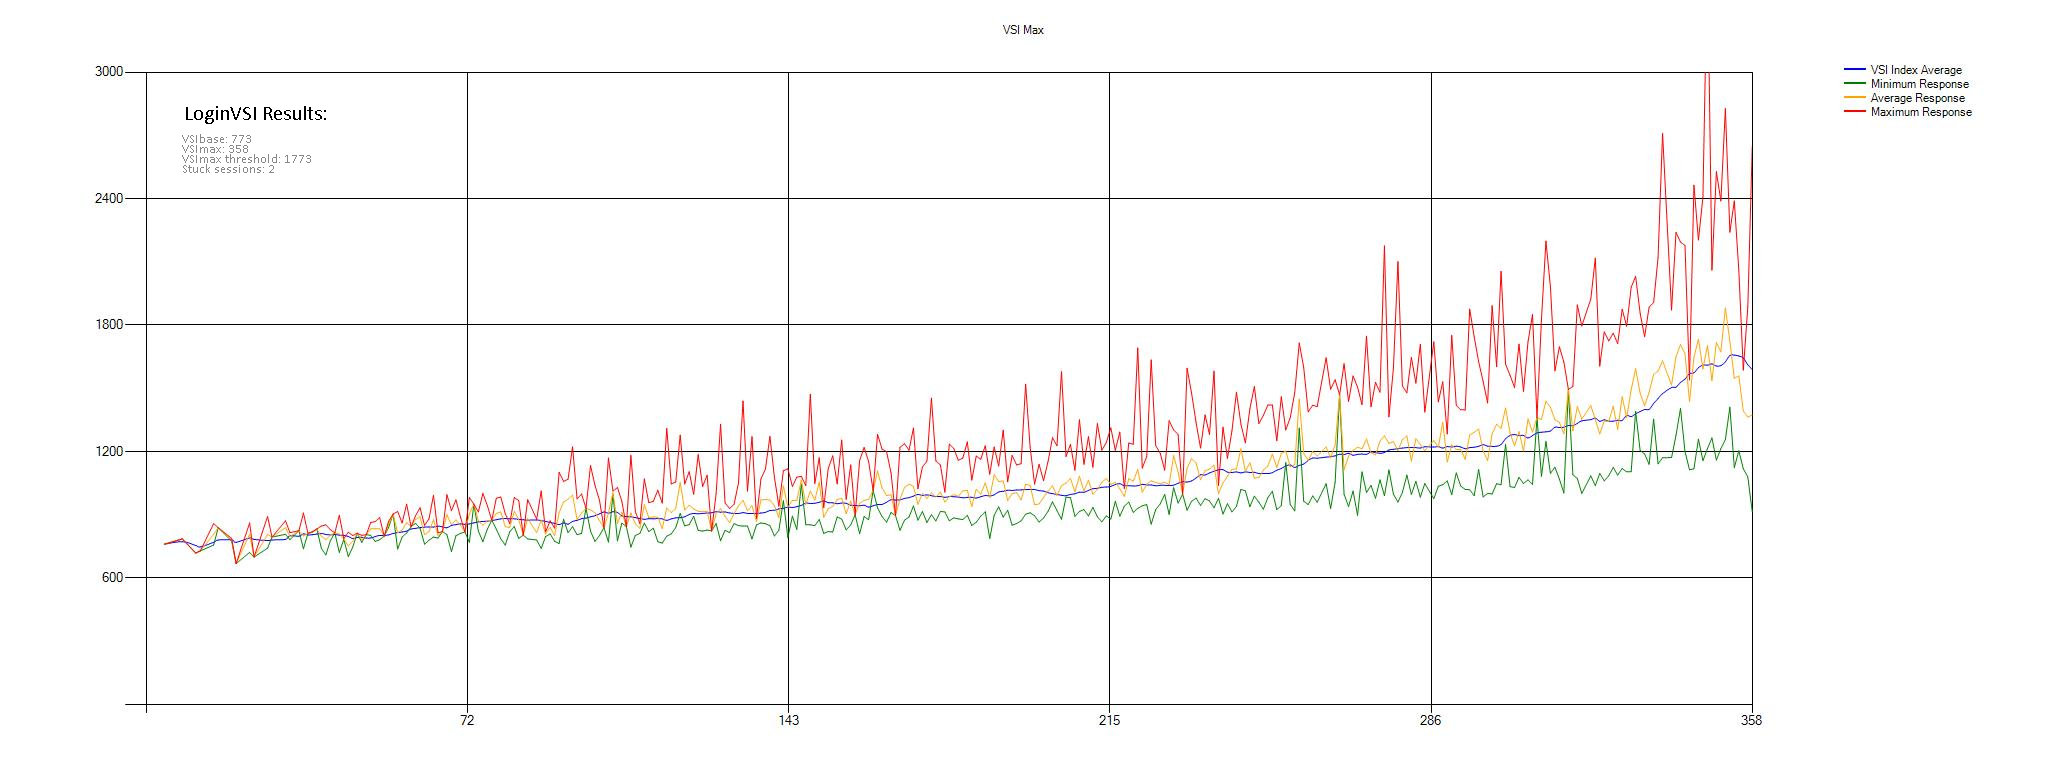 VSI Max
3000
2400
1800
1200
600
LoginVSI Results:
VSIbase: 773
VSImax: 358
VSImax threshold: 1773
Stuck sessions: 2
72
143
215
286
358
VSI Index Average
Minimum Response
Average Response
Maximum Response